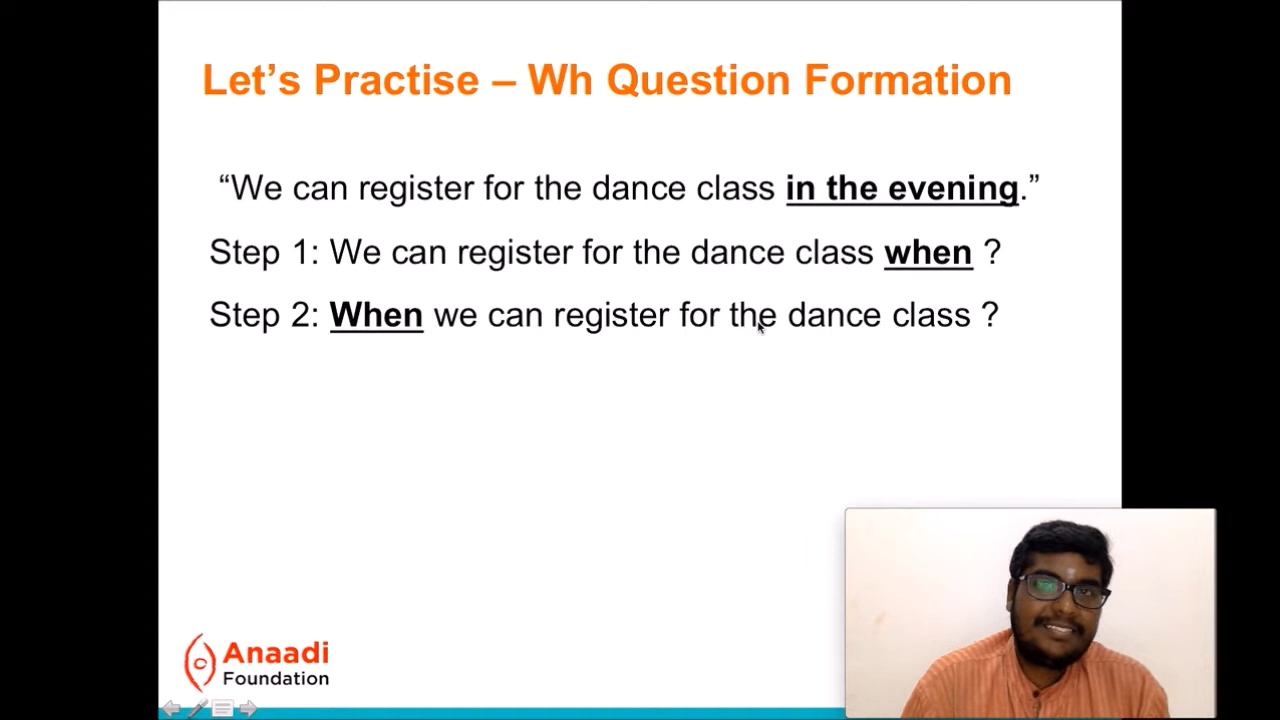 Let’s Practise – Wh Question Formation
“We can register for the dance class in the evening.”
Step 1: We can register for the dance class when ?
Step 2: When we can register for the dance class ?
Anaadi
Foundation